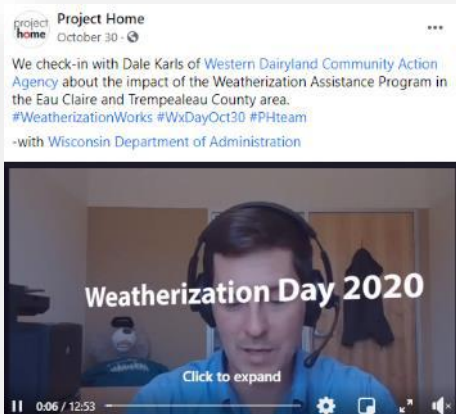 project
home
Project Home
October 30 ·
We check-in with Dale Karls of Western Dairyland Community Action
Agency about the impact of the Weatherization Assistance Program in
the Eau Claire and Trempealeau County area.
#WeatherizationWorks #WxDayOct30 #PHteam
-with Wisconsin Department of Administration
Weatherization Day 2020
Click to expand
0:06 / 12:53